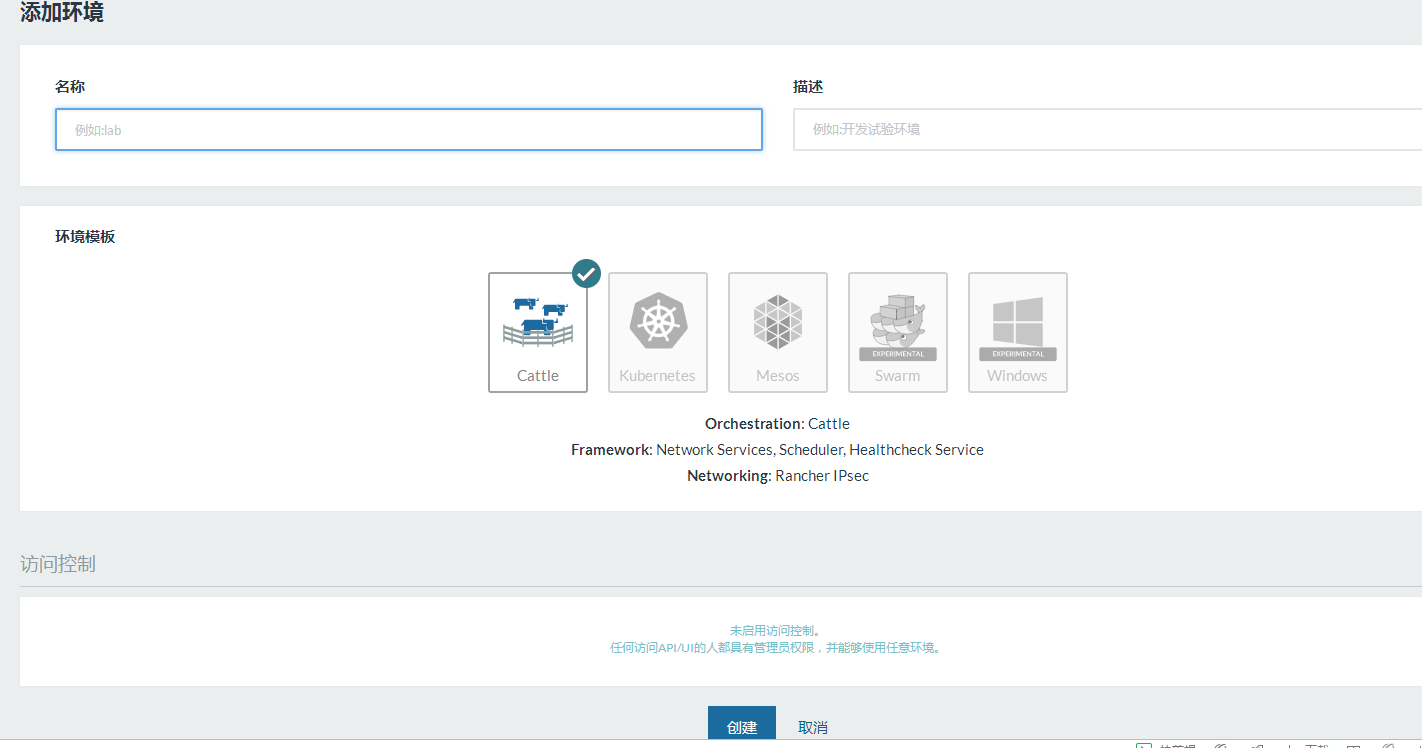 添加环境
名称
描述
例如:lab
例如:开发试验环境
环境模板
EXPERIMENTAL
EXPERIMENTAL
Cattle
Kubernetes
Mesos
Swarm
Windows
Orchestration: Cattle
Framework: Network Services, Scheduler, Healthcheck Service
Networking: Rancher IPsec
访问控制
未启用访问控制。
任何访问API/UI的人都具有管理员权限，并能够使用任意环境。
创建
取消